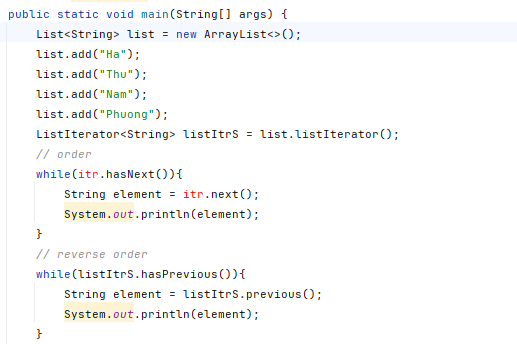 public static void main(String[] args) {
List<String> list = new ArrayList<>();
list.add("Ha");
list.add("Thu");
list.add("Nam");
list.add("Phuong");
ListIterator<String> listItrS = list.listIterator();
// order
while(itr.hasNext()){
String element = itr.next();
System.out.println(element);
}
// reverse order
while(listItrS.hasPrevious()){
String element = listItrS.previous();
System.out.println(element);
}